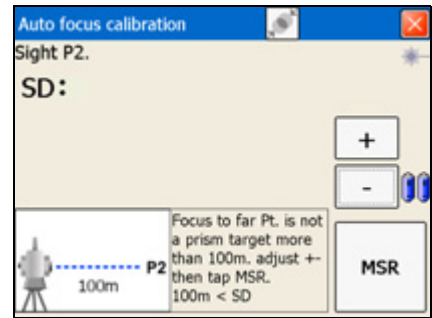 Auto focus calibration
Sight P2.
SD:
+
-
Focus to far Pt. is not
a prism target more
than 100m. adjust +-
then tap MSR.
100m < SD
P2
100m
MSR